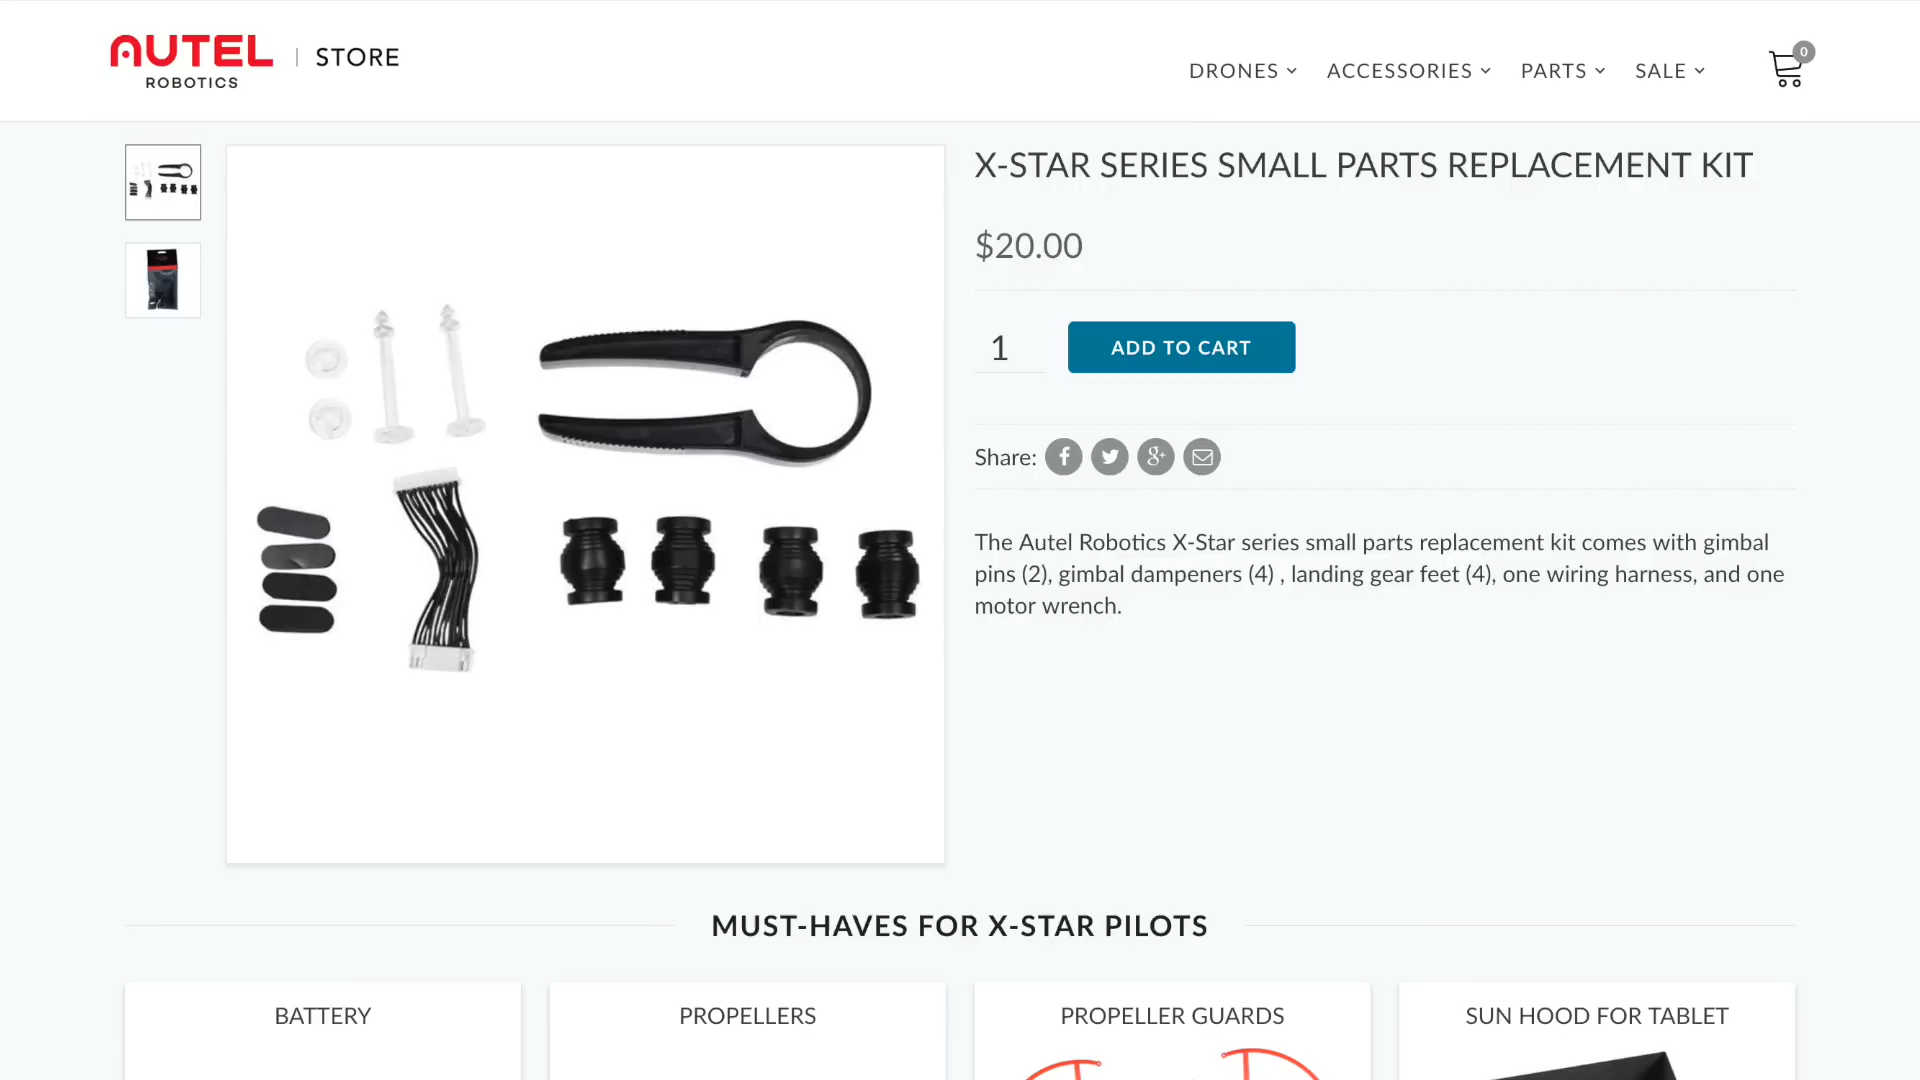 AUTEL
ROBOTICS
STORE
DRONES
ACCESSORIES
PARTS
SALE
0
X-STAR SERIES SMALL PARTS REPLACEMENT KIT
$20.00
1
ADD TO CART
Share:
The Autel Robotics X-Star series small parts replacement kit comes with gimbal
pins (2), gimbal dampeners (4) , landing gear feet (4), one wiring harness, and one
motor wrench.
MUST-HAVES FOR X-STAR PILOTS
BATTERY
PROPELLERS
PROPELLER GUARDS
SUN HOOD FOR TABLET